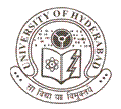 UNIVERSITY OF HYDERABAD
सा विद्या या विमुक्तये